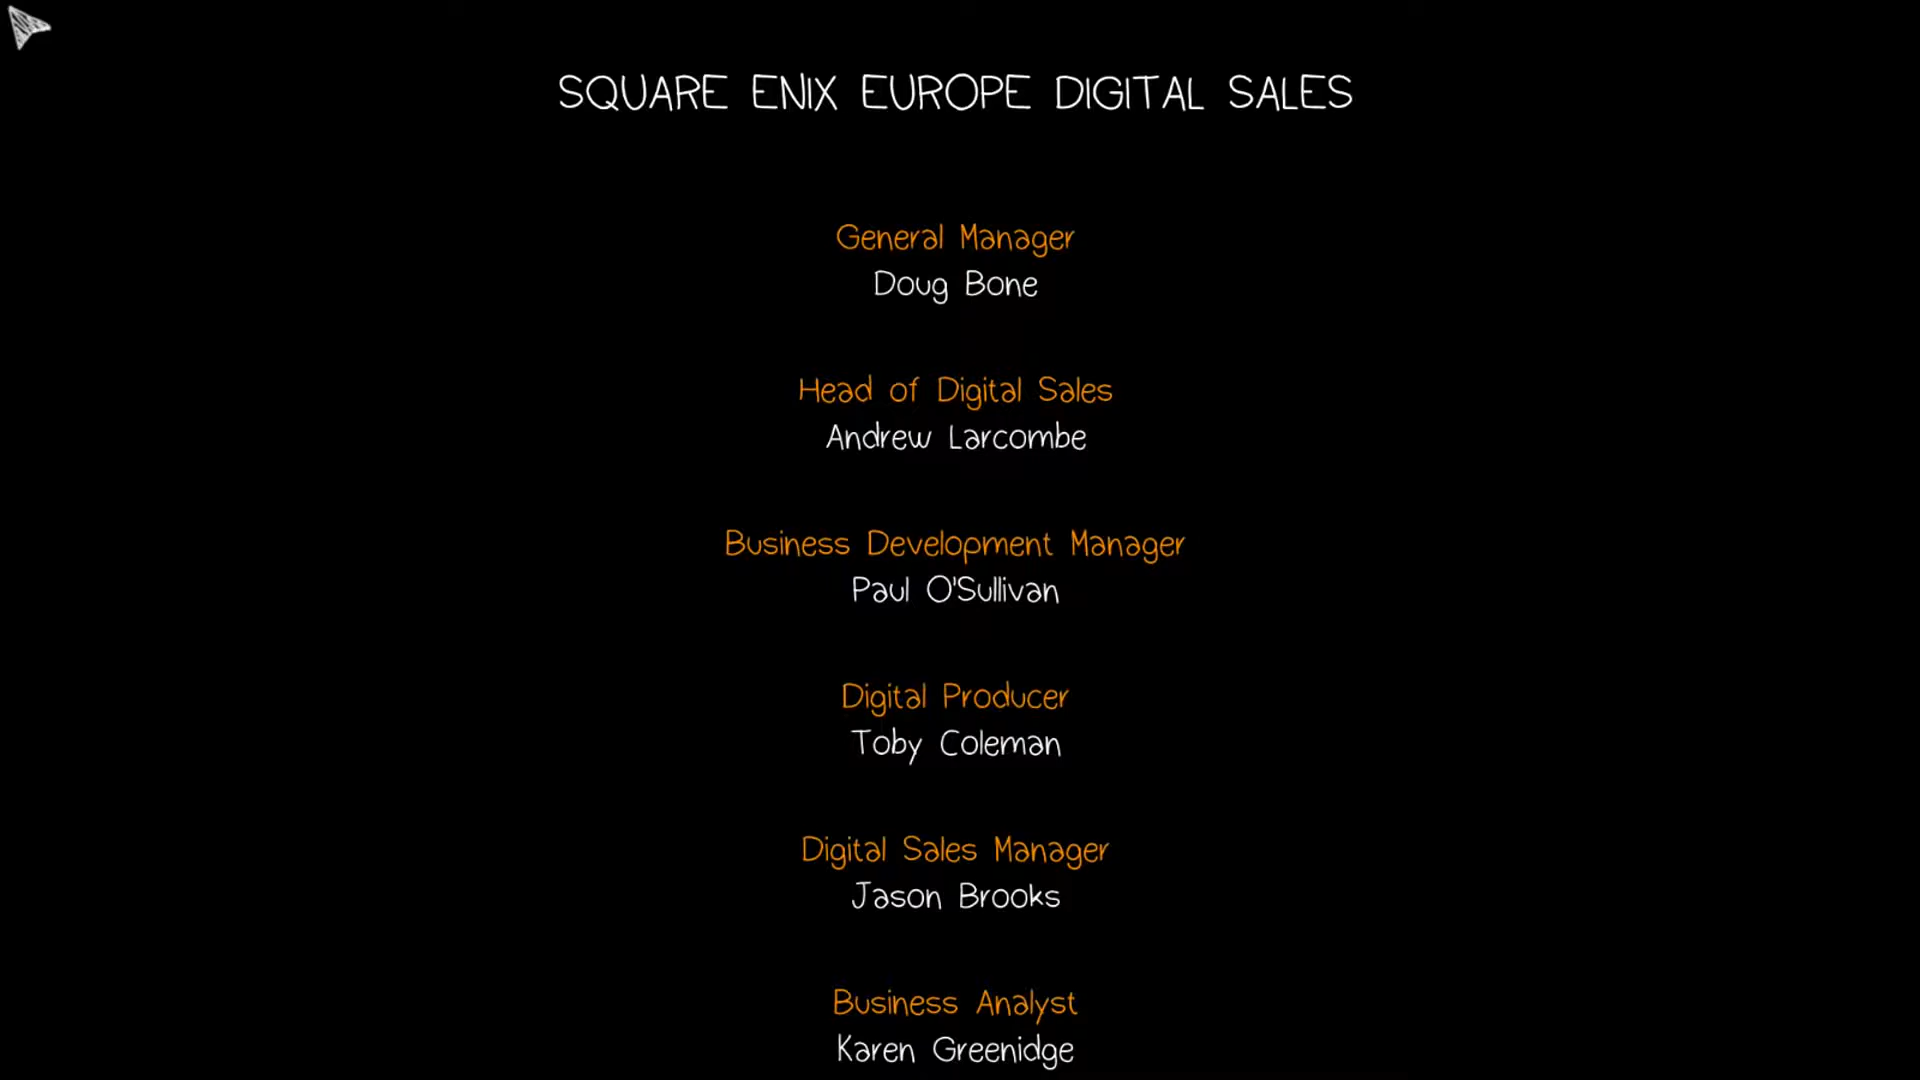 SQUARE ENIX EUROPE DIGITAL SALES
General Manager
Doug Bone
Head of Digital Sales
Andrew Larcombe
Business Development Manager
Paul O'Sullivan
Digital Producer
Toby Coleman
Digital Sales Manager
Jason Brooks
Business Analyst
Karen Greenidge